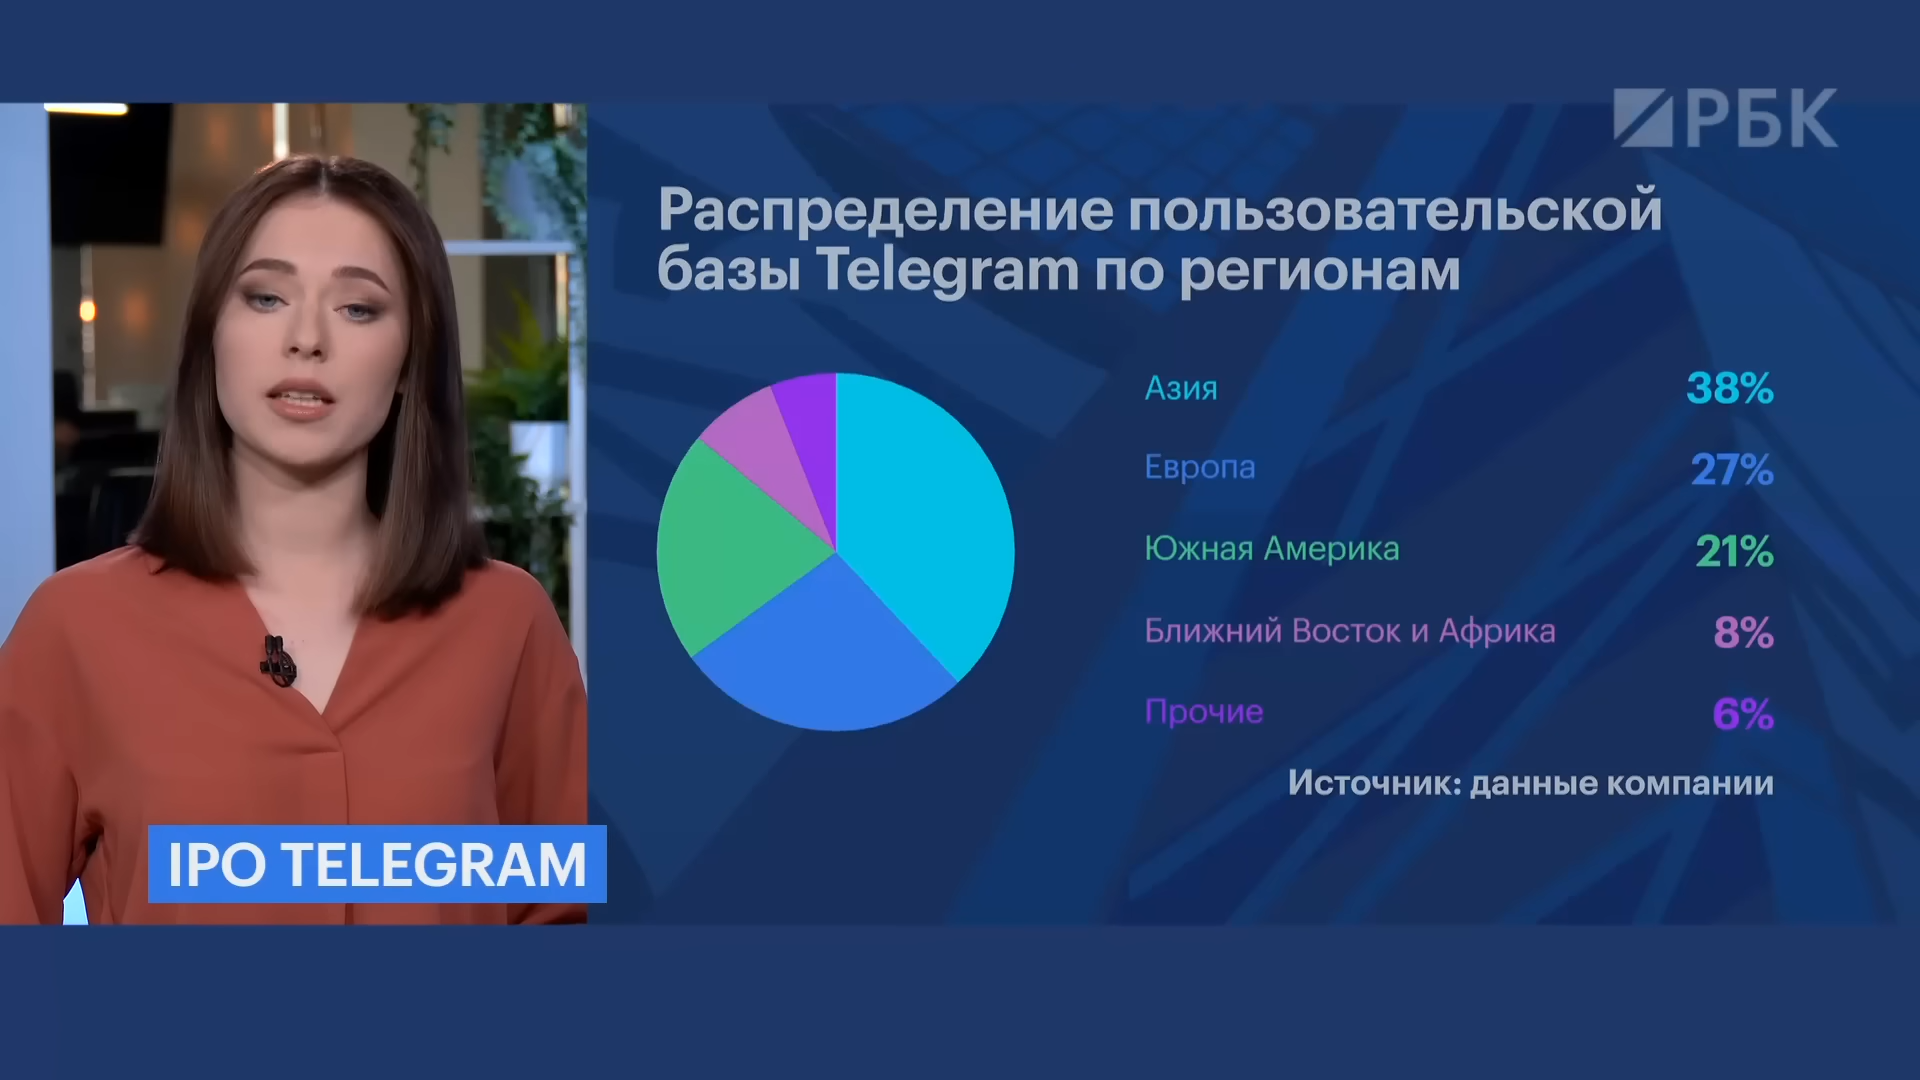 РБК
Распределение пользовательской
базы Telegram по регионам
Азия 38%
Европа 27%
Южная Америка 21%
Ближний Восток и Африка 8%
Прочие 6%
Источник: данные компании
IPO TELEGRAM